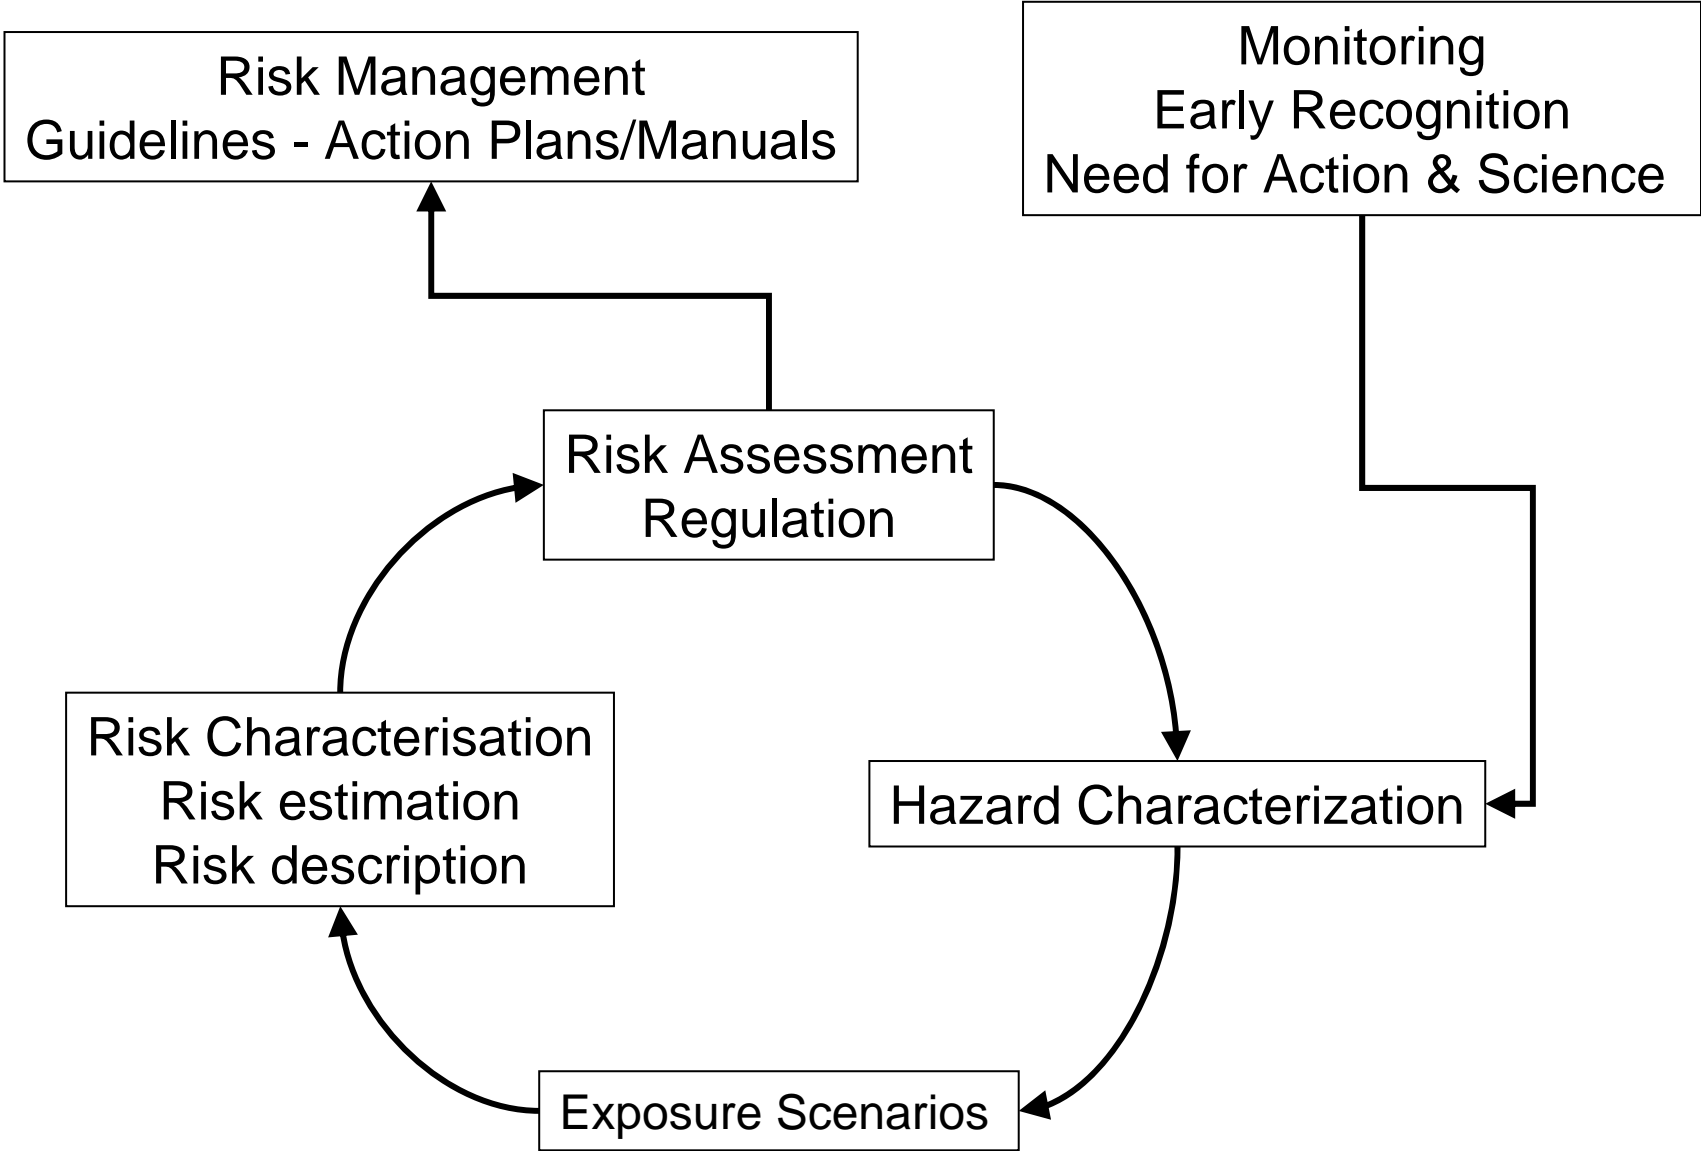 Risk Management
Guidelines - Action Plans/Manuals
Monitoring
Early Recognition
Need for Action & Science
Risk Assessment
Regulation
Risk Characterisation
Risk estimation
Risk description
Hazard Characterization
Exposure Scenarios